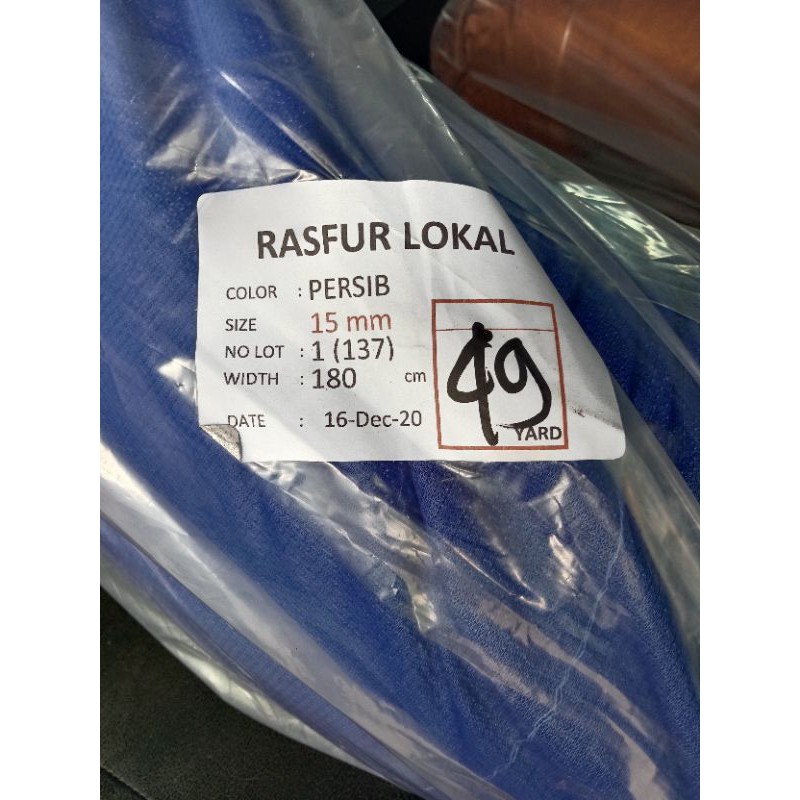 RASFUR LOKAL
COLOR : PERSIB
SIZE 15 mm
NO LOT : 1 (137)
WIDTH : 180 cm
49
YARD
DATE : 16-Dec-20